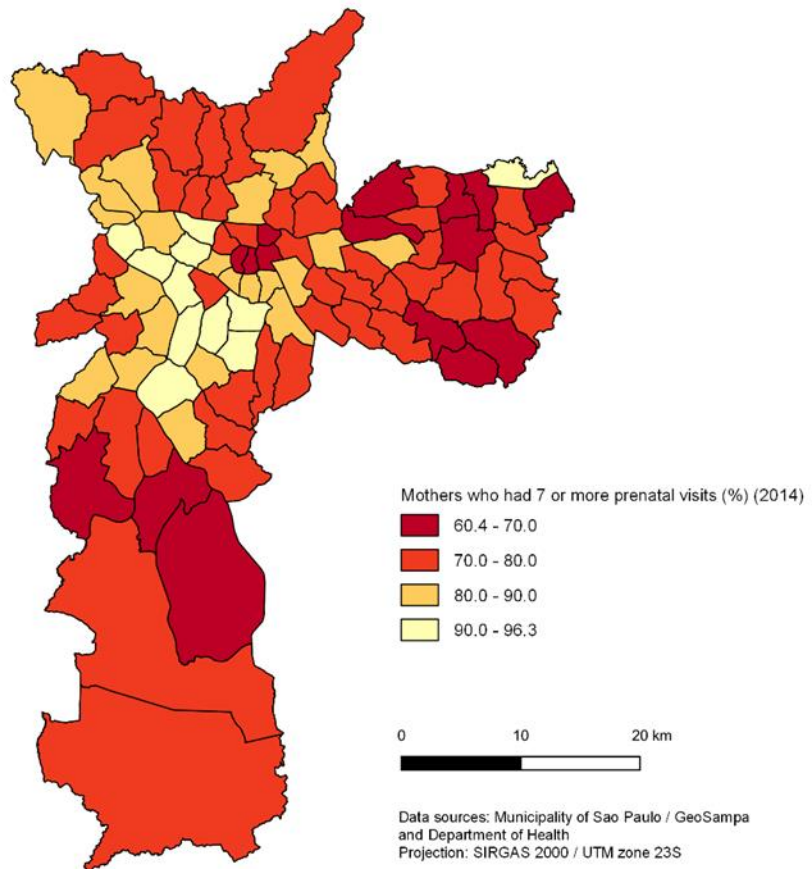 Mothers who had 7 or more prenatal visits (%) (2014)
60.4 - 70.0
70.0 - 80.0
80.0 - 90.0
90.0 - 96.3
0 10 20 km
Data sources: Municipality of Sao Paulo / GeoSampa
and Department of Health
Projection: SIRGAS 2000 / UTM zone 23S